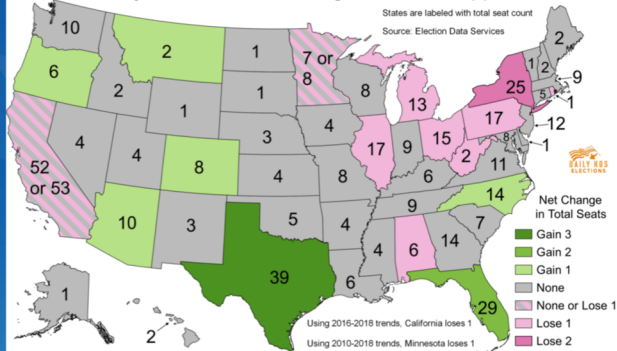 States are labeled with total seat count
Source: Election Data Services
10
2
1
7 or
8
2
1
2
6
2
1
8
13
25
9
5
1
1
4
17
12
52
or 53
4
4
8
3
4
8
17
9
15
2
8
1
11
6
DAILY KOS
ELECTIONS
10
3
5
4
9
14
7
Net Change
in Total Seats
Gain 3
Gain 2
Gain 1
None
None or Lose 1
Lose 1
Lose 2
39
6
4
6
14
29
1
2
Using 2016-2018 trends, California loses 1
Using 2010-2018 trends, Minnesota loses 1